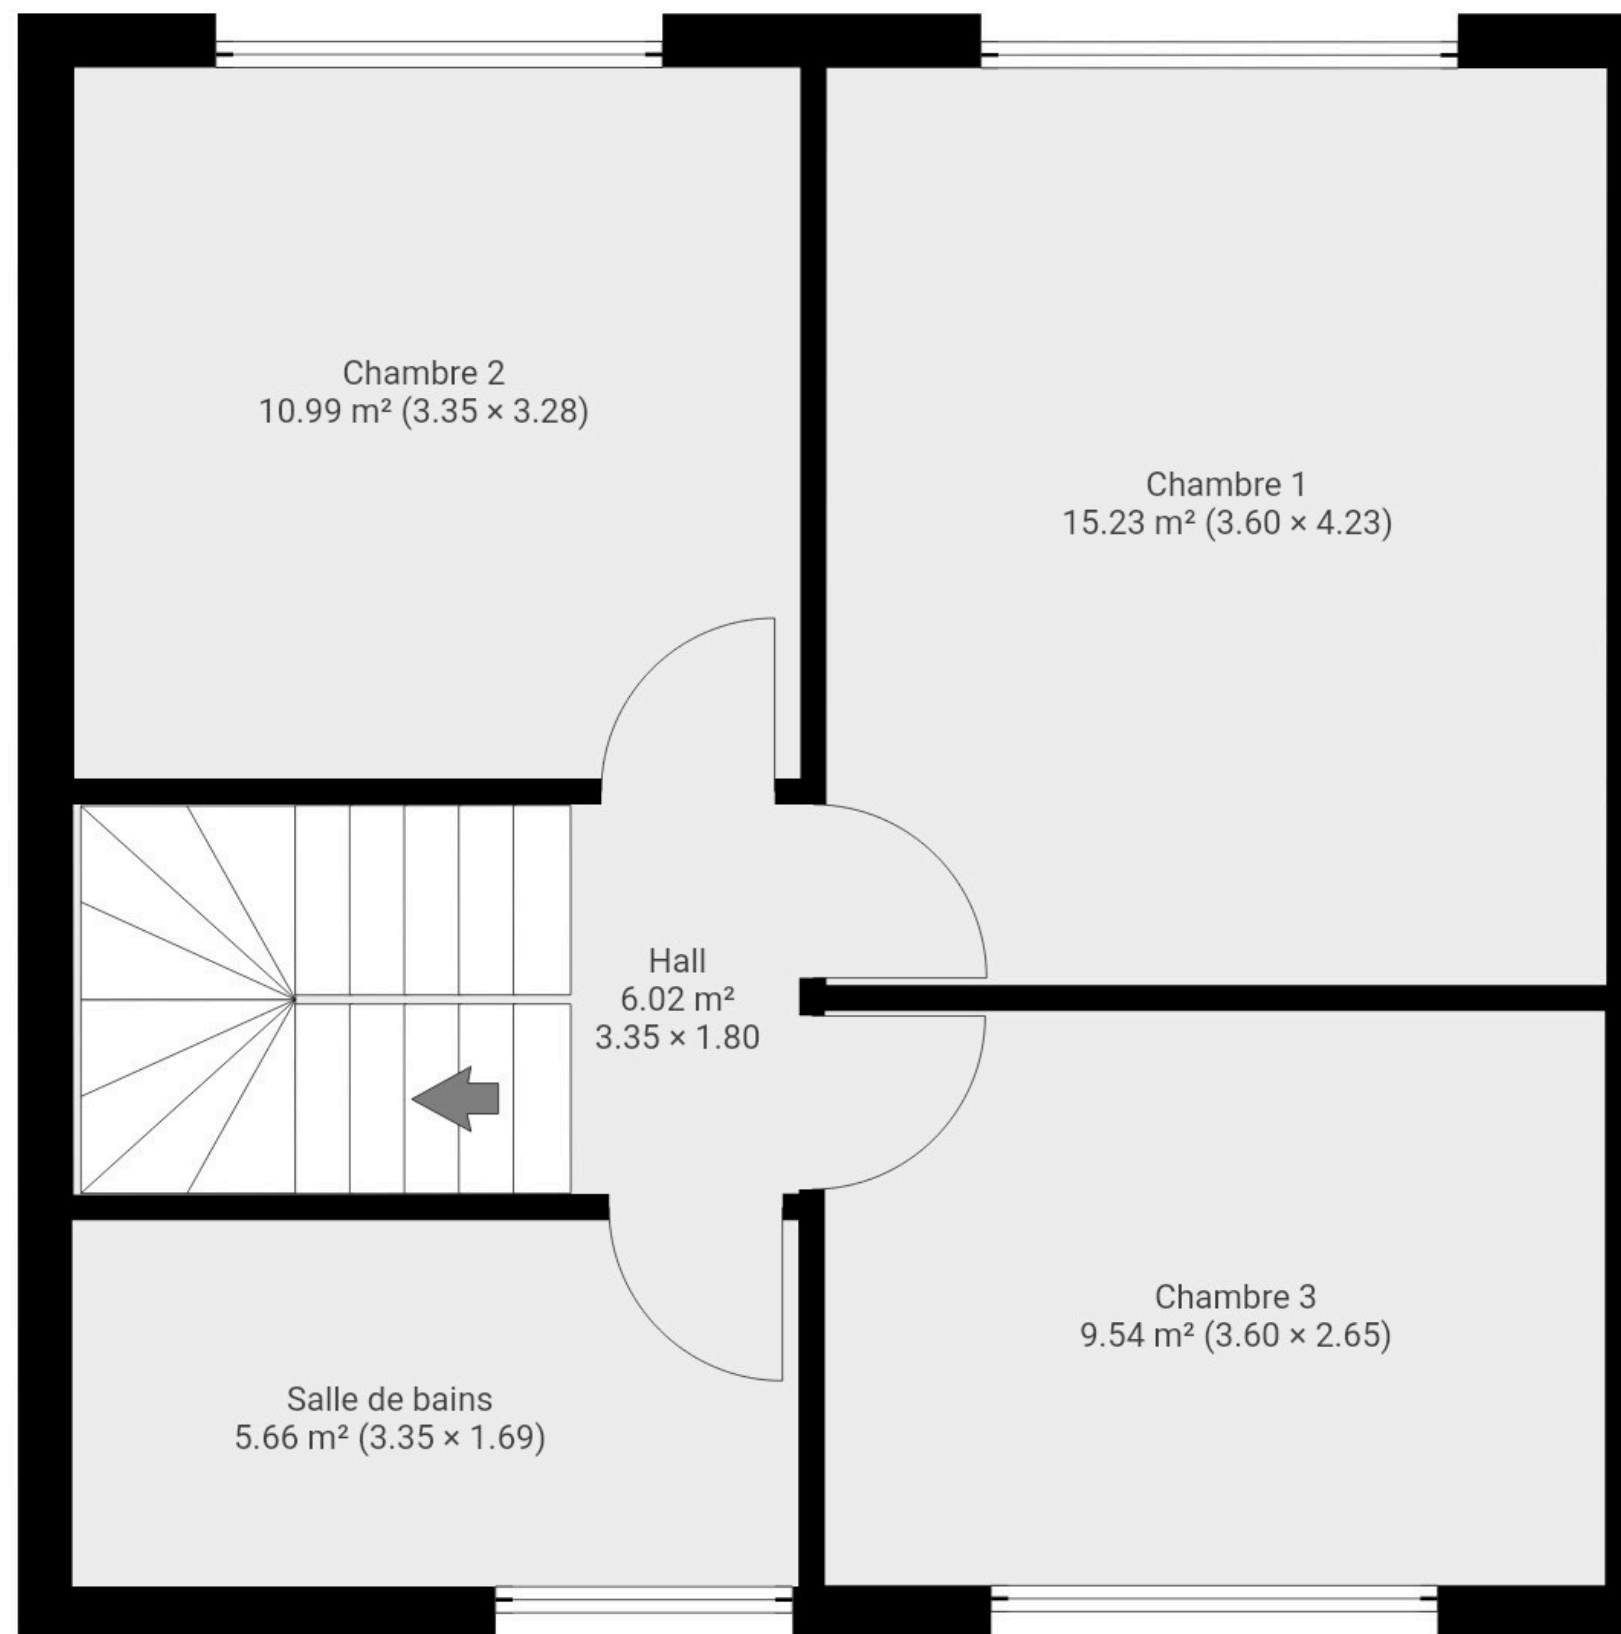 Chambre 2
10.99 m² (3.35 × 3.28)
Chambre 1
15.23 m² (3.60 × 4.23)
Hall
6.02 m²
3.35 × 1.80
Chambre 3
9.54 m² (3.60 × 2.65)
Salle de bains
5.66 m² (3.35 × 1.69)